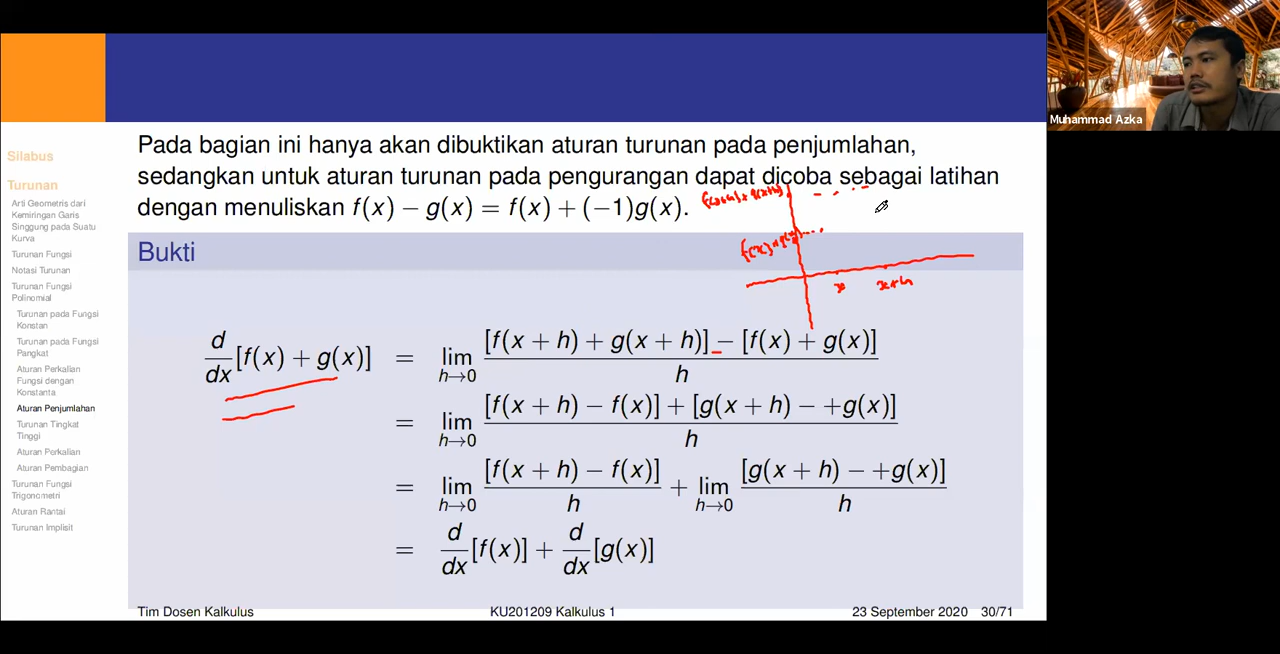 Muhammad Azka
Silabus
Turunan
Arti Geometris dari
Kemiringan Garis
Singgung pada Suatu
Kurva
Turunan Fungsi
Notasi Turunan
Turunan Fungsi
Polinomial
Turunan pada Fungsi
Konstan
Turunan pada Fungsi
Pangkat
Aturan Perkalian
Fungsi dengan
Konstanta
Aturan Penjumlahan
Turunan Tingkat
Tinggi
Aturan Perkalian
Aturan Pembagian
Turunan Fungsi
Trigonometri
Aturan Rantai
Turunan Implisit
Pada bagian ini hanya akan dibuktikan aturan turunan pada penjumlahan,
sedangkan untuk aturan turunan pada pengurangan dapat dicoba sebagai latihan
dengan menuliskan f(x) − g(x) = f(x) + (−1)g(x).
f(x+h)+g(x+h)
f(x)+g(x)
x x+h
Bukti
d/dx [f(x) + g(x)] = lim h→0 [f(x + h) + g(x + h)] − [f(x) + g(x)] / h
= lim h→0 [f(x + h) − f(x)] + [g(x + h) − +g(x)] / h
= lim h→0 [f(x + h) − f(x)] / h + lim h→0 [g(x + h) − +g(x)] / h
= d/dx [f(x)] + d/dx [g(x)]
Tim Dosen Kalkulus KU201209 Kalkulus 1 23 September 2020 30/71